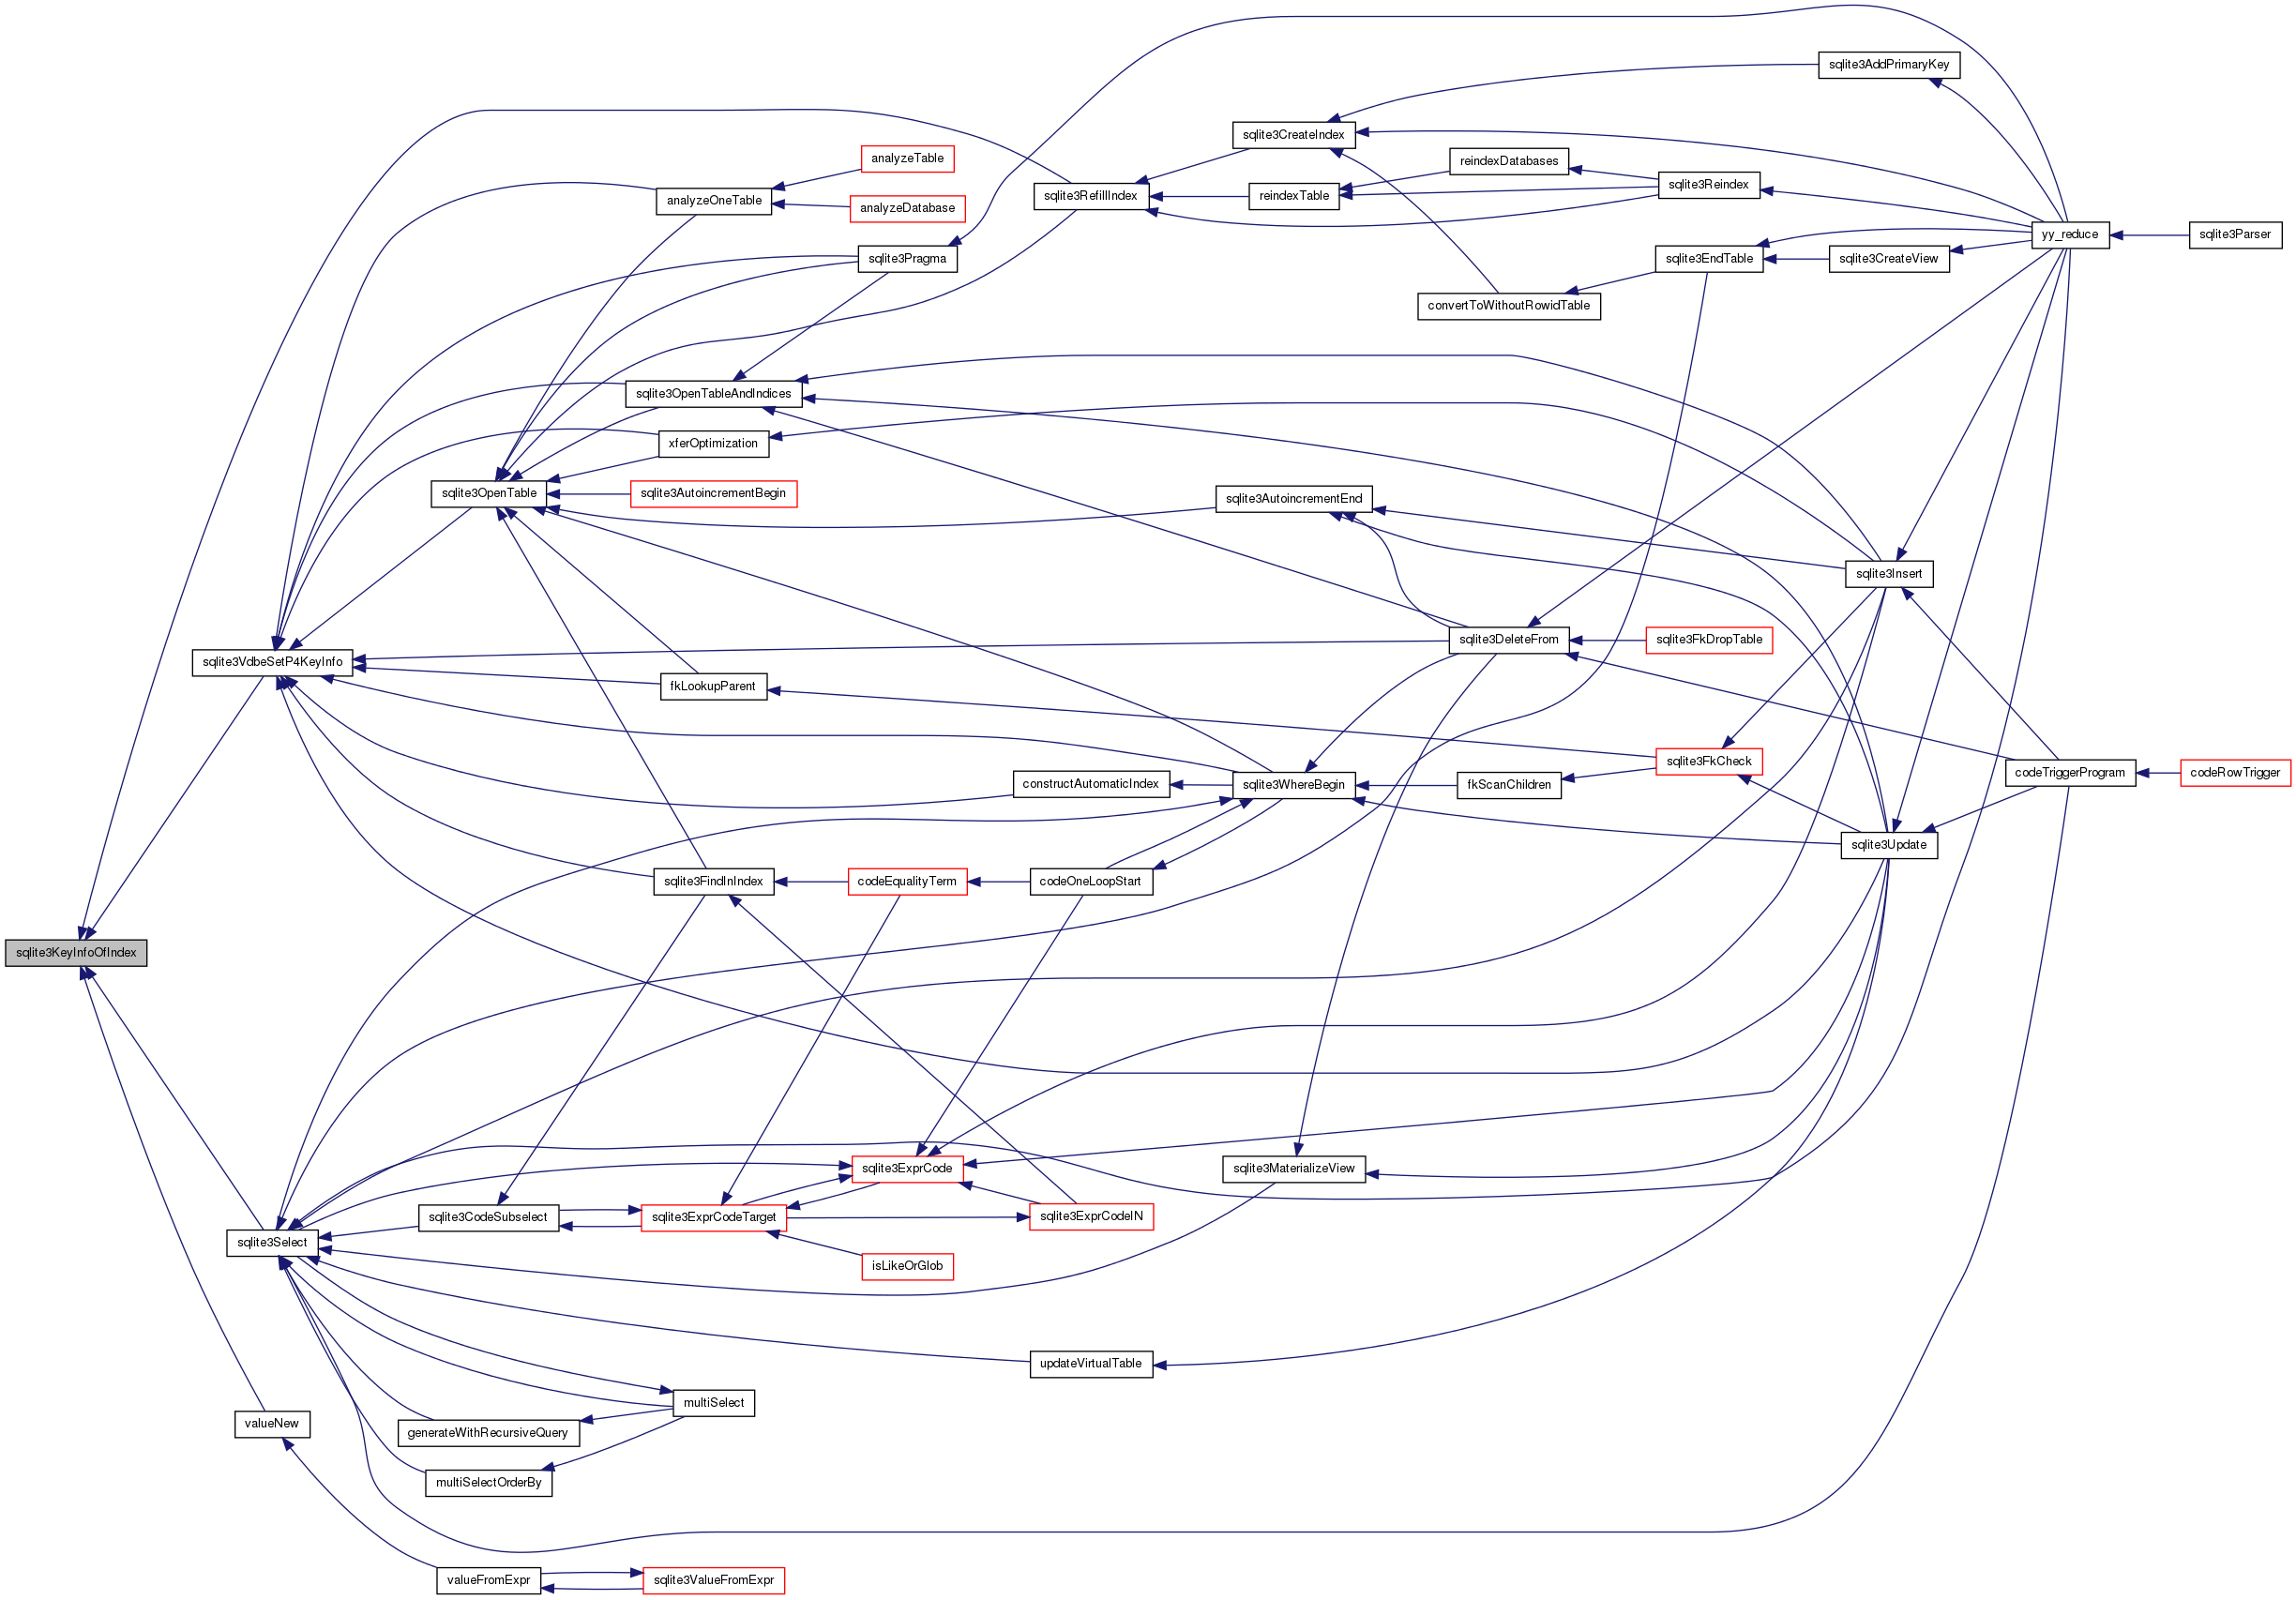 sqlite3AddPrimaryKey
sqlite3CreateIndex
analyzeTable
reindexDatabases
sqlite3Reindex
analyzeOneTable
sqlite3RefillIndex
reindexTable
analyzeDatabase
yy_reduce
sqlite3Parser
sqlite3Pragma
sqlite3EndTable
sqlite3CreateView
convertToWithoutRowidTable
sqlite3OpenTableAndIndices
xferOptimization
sqlite3OpenTable
sqlite3AutoincrementBegin
sqlite3AutoincrementEnd
sqlite3Insert
sqlite3DeleteFrom
sqlite3FkDropTable
sqlite3VdbeSetP4KeyInfo
fkLookupParent
sqlite3FkCheck
codeTriggerProgram
codeRowTrigger
constructAutomaticIndex
sqlite3WhereBegin
fkScanChildren
sqlite3Update
sqlite3FindInIndex
codeEqualityTerm
codeOneLoopStart
sqlite3KeyInfoOfIndex
sqlite3ExprCode
sqlite3MaterializeView
sqlite3CodeSubselect
sqlite3ExprCodeTarget
sqlite3ExprCodeIN
sqlite3Select
isLikeOrGlob
updateVirtualTable
multiSelect
valueNew
generateWithRecursiveQuery
multiSelectOrderBy
valueFromExpr
sqlite3ValueFromExpr